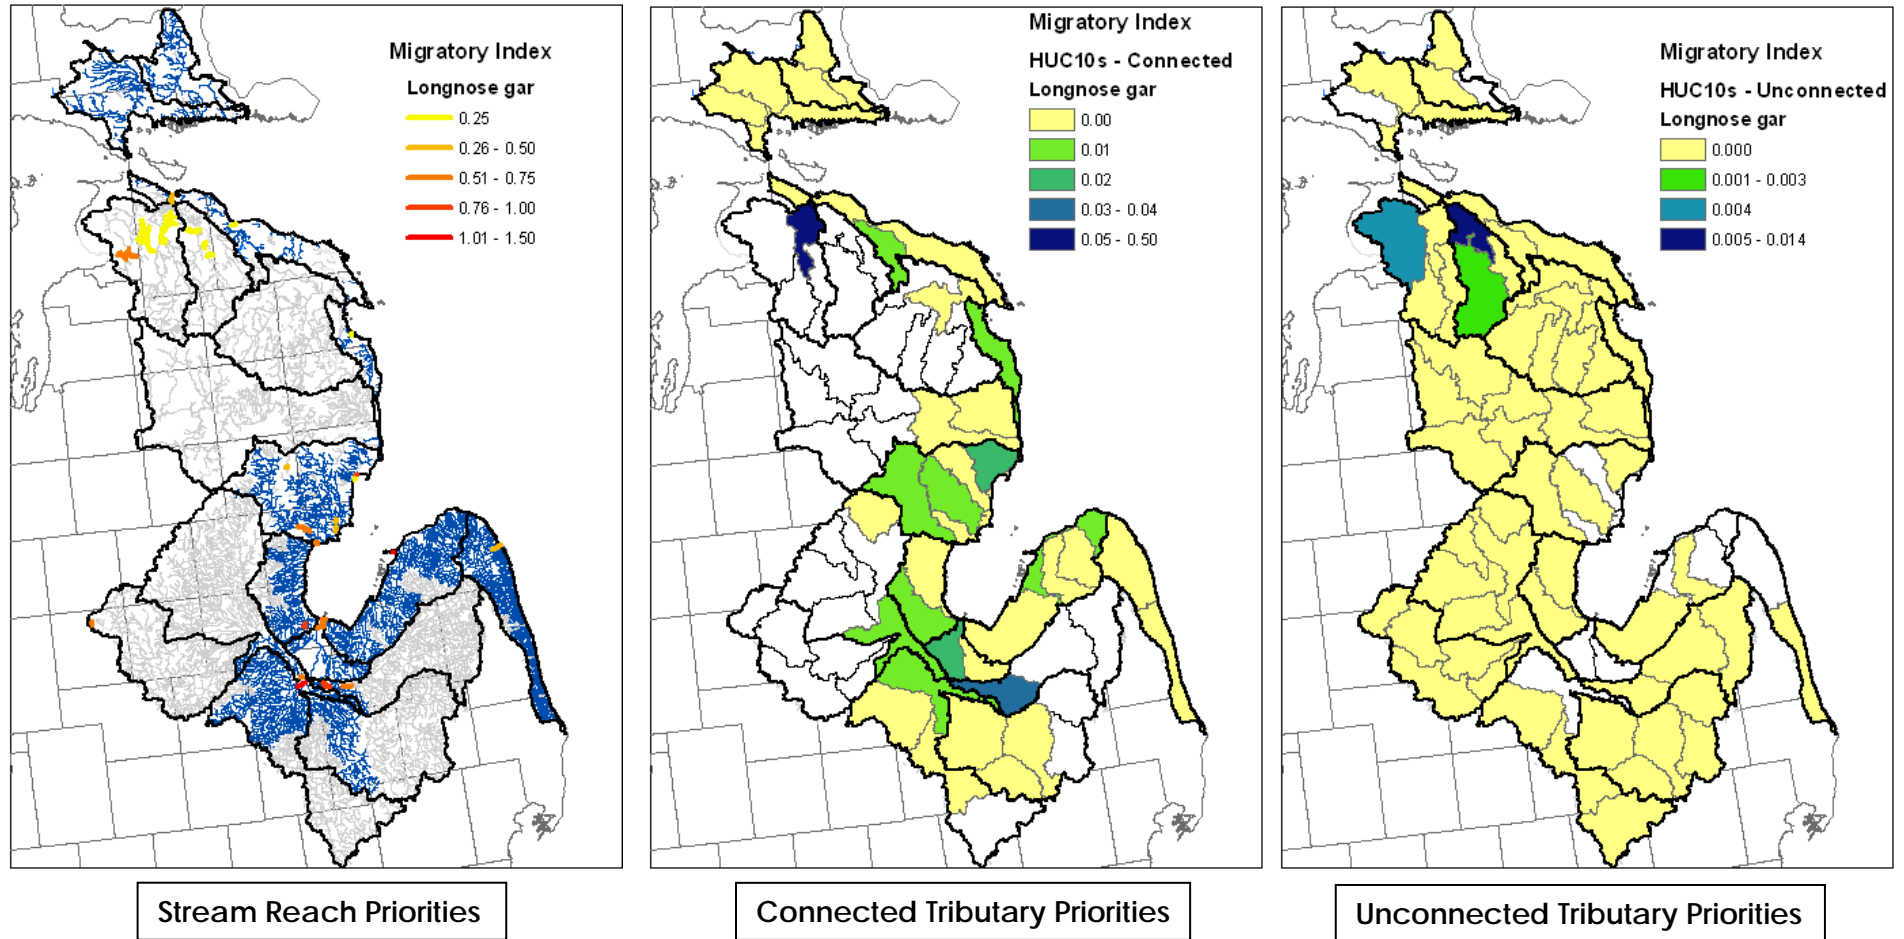 Migratory Index
Longnose gar
0.25
0.26 - 0.50
0.51 - 0.75
0.76 - 1.00
1.01 - 1.50
Stream Reach Priorities
Migratory Index
HUC10s - Connected
Longnose gar
0.00
0.01
0.02
0.03 - 0.04
0.05 - 0.50
Connected Tributary Priorities
Migratory Index
HUC10s - Unconnected
Longnose gar
0.000
0.001 - 0.003
0.004
0.005 - 0.014
Unconnected Tributary Priorities